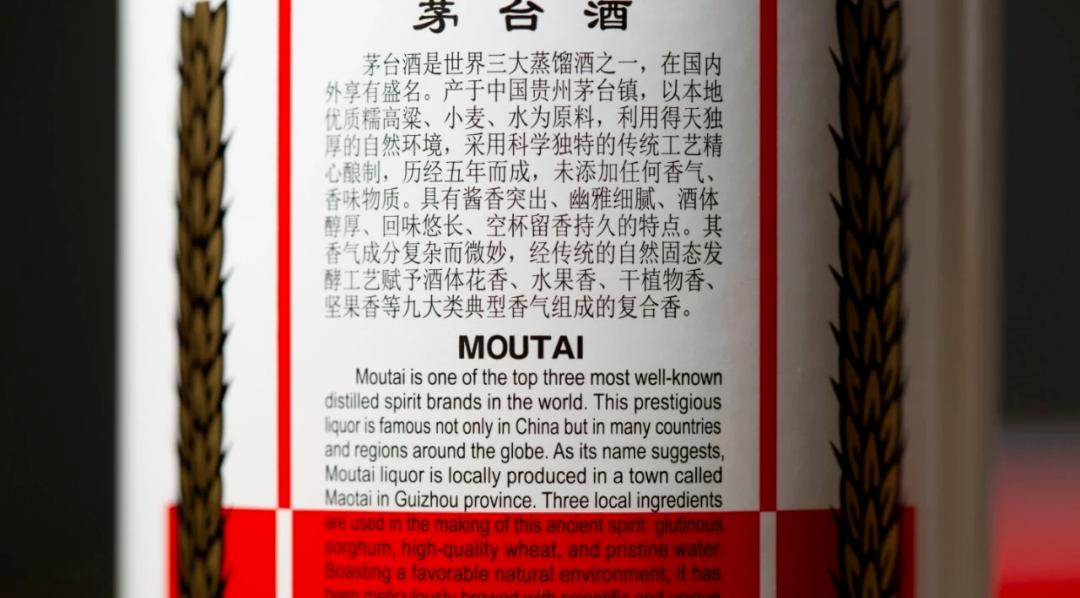 茅台酒
茅台酒是世界三大蒸馏酒之一，在国内
外享有盛名。产于中国贵州茅台镇，以本地
优质糯高粱、小麦、水为原料，利用得天独
厚的自然环境，采用科学独特的传统工艺精
心酿制，历经五年而成，未添加任何香气、
香味物质。具有酱香突出、幽雅细腻、酒体
醇厚、回味悠长、空杯留香持久的特点。其
香气成分复杂而微妙，经传统的自然固态发
酵工艺赋予酒体花香、水果香、干植物香、
坚果香等九大类典型香气组成的复合香。
MOUTAI
Moutai is one of the top three most well-known
distilled spirit brands in the world. This prestigious
liquor is famous not only in China but in many countries
and regions around the globe. As its name suggests,
Moutai liquor is locally produced in a town called
Maotai in Guizhou province. Three local ingredients
are used in the making of this ancient spirit: glutinous
sorghum, high-quality wheat, and pristine water.
Boasting a favorable natural environment, it has
been meticulously brewed with scientific and unique